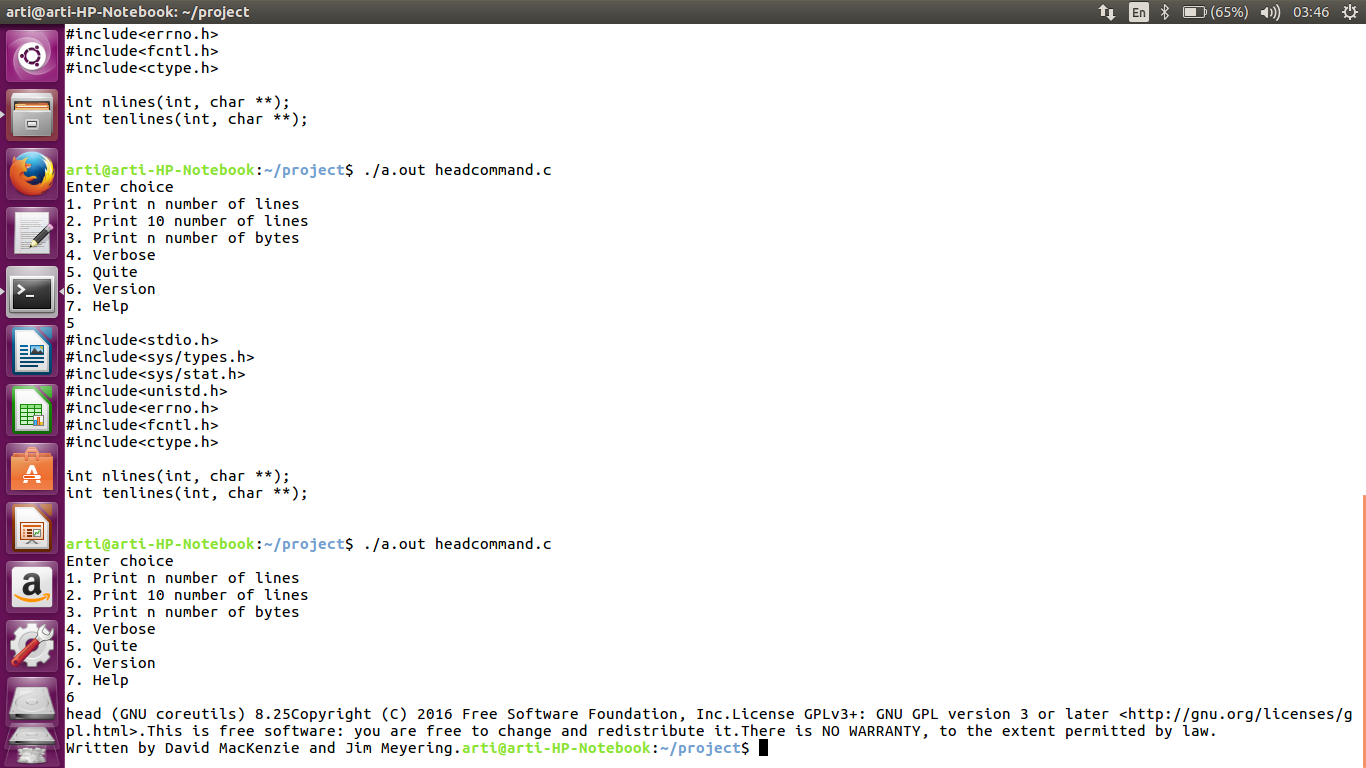 arti@arti-HP-Notebook: ~/project
En (65%) 03:46
#include<errno.h>
#include<fcntl.h>
#include<ctype.h>
int nlines(int, char **);
int tenlines(int, char **);
arti@arti-HP-Notebook:~/project$ ./a.out headcommand.c
Enter choice
1. Print n number of lines
2. Print 10 number of lines
3. Print n number of bytes
4. Verbose
5. Quite
6. Version
7. Help
5
#include<stdio.h>
#include<sys/types.h>
#include<sys/stat.h>
#include<unistd.h>
#include<errno.h>
#include<fcntl.h>
#include<ctype.h>
int nlines(int, char **);
int tenlines(int, char **);
arti@arti-HP-Notebook:~/project$ ./a.out headcommand.c
Enter choice
1. Print n number of lines
2. Print 10 number of lines
3. Print n number of bytes
4. Verbose
5. Quite
6. Version
7. Help
6
head (GNU coreutils) 8.25Copyright (C) 2016 Free Software Foundation, Inc.License GPLv3+: GNU GPL version 3 or later <http://gnu.org/licenses/g
pl.html>.This is free software: you are free to change and redistribute it.There is NO WARRANTY, to the extent permitted by law.
Written by David MacKenzie and Jim Meyering.arti@arti-HP-Notebook:~/project$